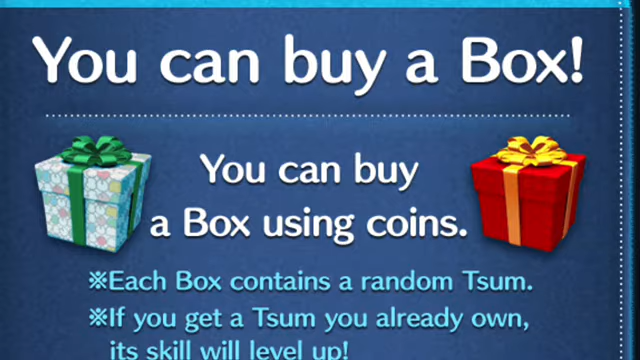 You can buy a Box!
You can buy
a Box using coins.
※Each Box contains a random Tsum.
※If you get a Tsum you already own,
its skill will level up!